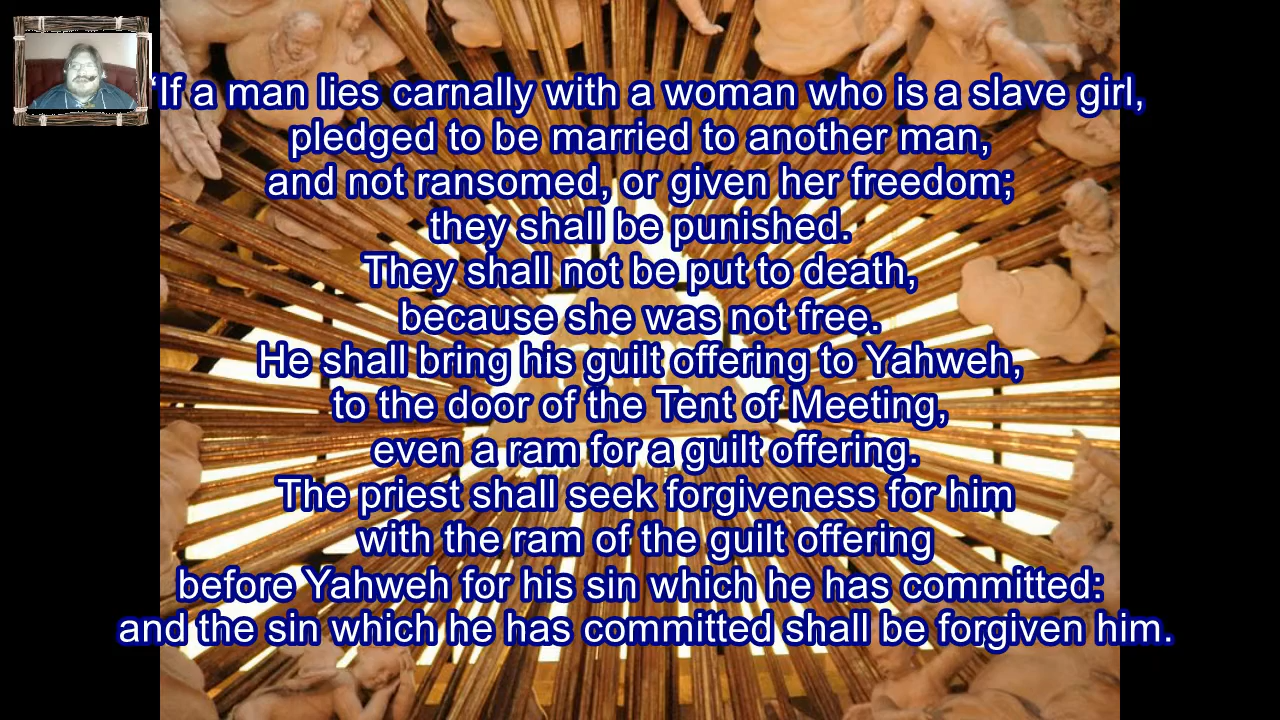 “If a man lies carnally with a woman who is a slave girl,
pledged to be married to another man,
and not ransomed, or given her freedom;
they shall be punished.
They shall not be put to death,
because she was not free.
He shall bring his guilt offering to Yahweh,
to the door of the Tent of Meeting,
even a ram for a guilt offering.
The priest shall seek forgiveness for him
with the ram of the guilt offering
before Yahweh for his sin which he has committed:
and the sin which he has committed shall be forgiven him.